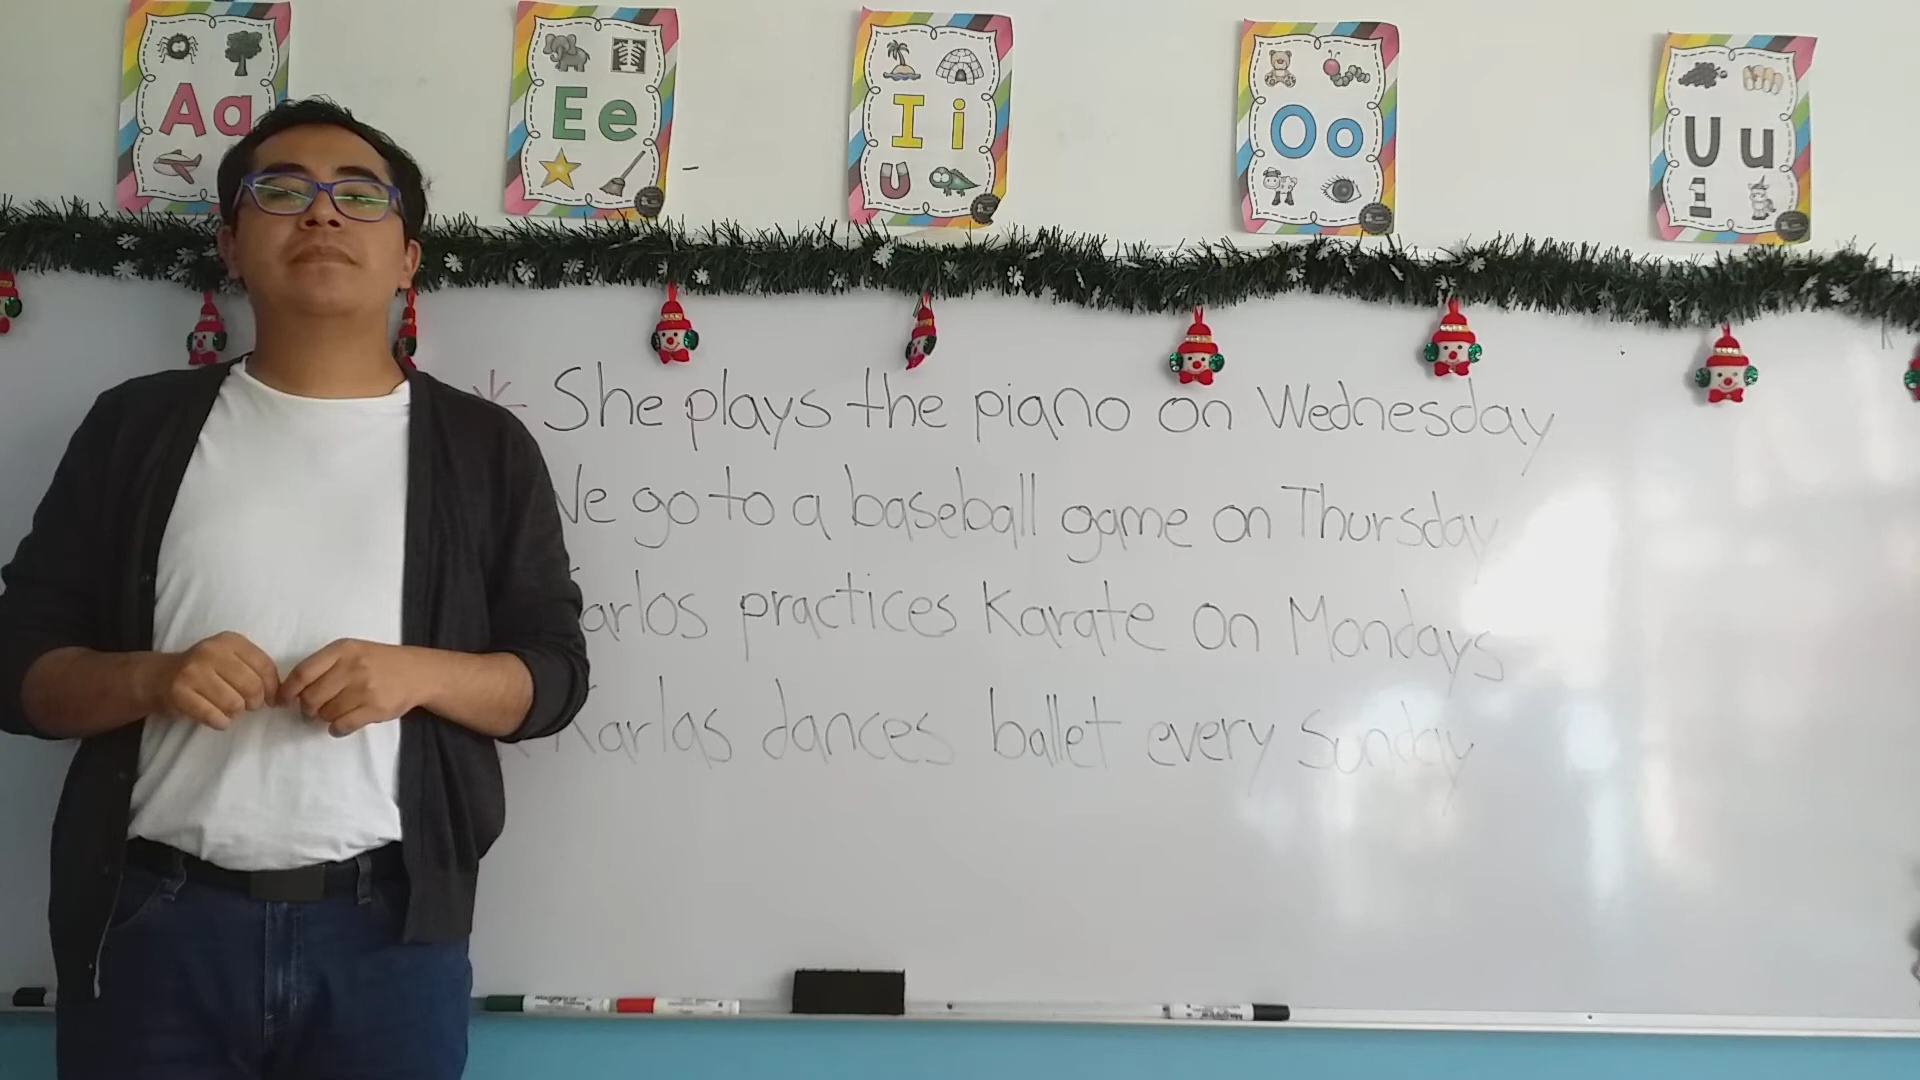 Aa
Ee
Ii
Oo
Uu
She plays the piano on Wednesday
We go to a baseball game on Thursday
Karlos practices Karate on Mondays
Karlas dances ballet every Sunday